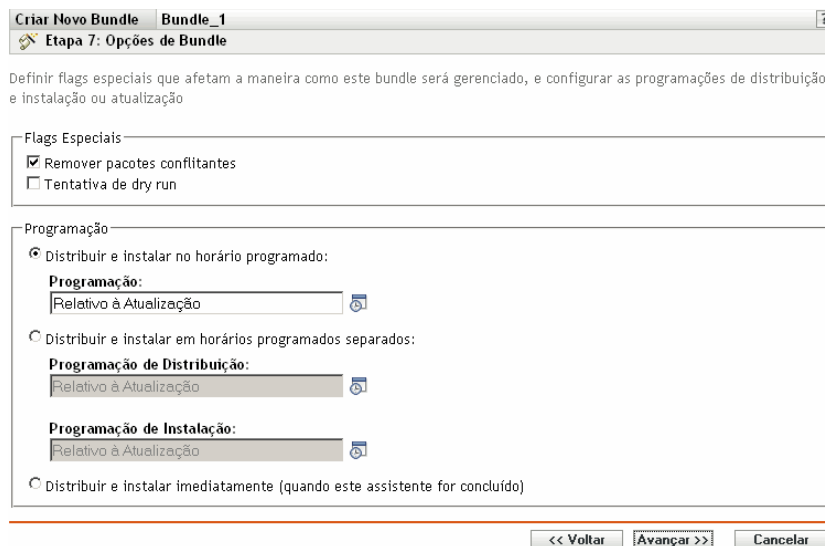 Criar Novo Bundle Bundle_1
Etapa 7: Opções de Bundle
Definir flags especiais que afetam a maneira como este bundle será gerenciado, e configurar as programações de distribuição
e instalação ou atualização
Flags Especiais
Remover pacotes conflitantes
Tentativa de dry run
Programação
Distribuir e instalar no horário programado:
Programação:
Relativo à Atualização
Distribuir e instalar em horários programados separados:
Programação de Distribuição:
Relativo à Atualização
Programação de Instalação:
Relativo à Atualização
Distribuir e instalar imediatamente (quando este assistente for concluído)
<< Voltar Avançar >> Cancelar